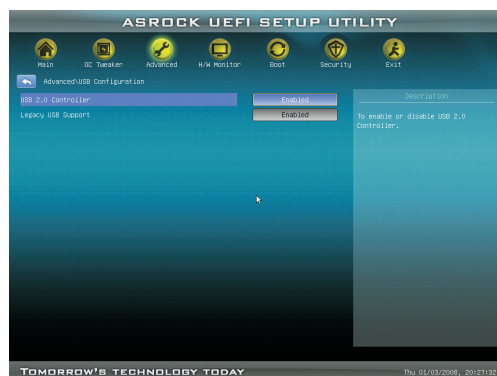 ASROCK UEFI SETUP UTILITY
Main OC Tweaker Advanced H/W Monitor Boot Security Exit
Advanced\USB Configuration
USB 2.0 Controller Enabled
Legacy USB Support Enabled
Description
To enable or disable USB 2.0
Controller.
TOMORROW'S TECHNOLOGY TODAY
Thu 01/03/2008, 20:27:32